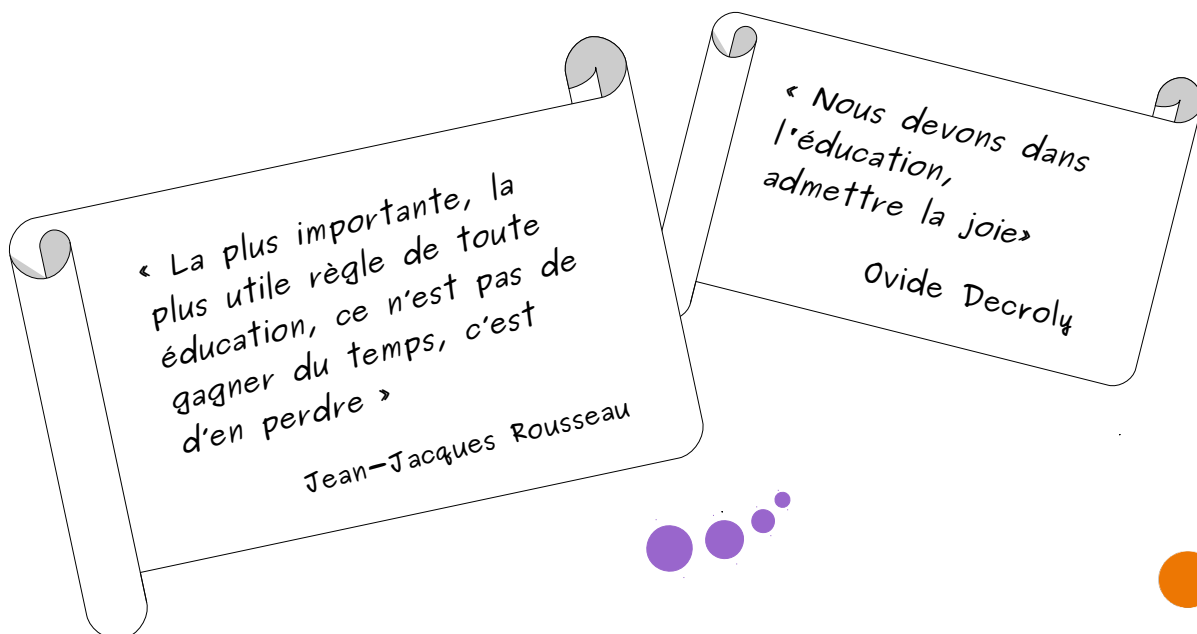 « La plus importante, la
plus utile règle de toute
éducation, ce n'est pas de
gagner du temps, c'est
d'en perdre »
Jean-Jacques Rousseau
« Nous devons dans
l'éducation,
admettre la joie»
Ovide Decroly